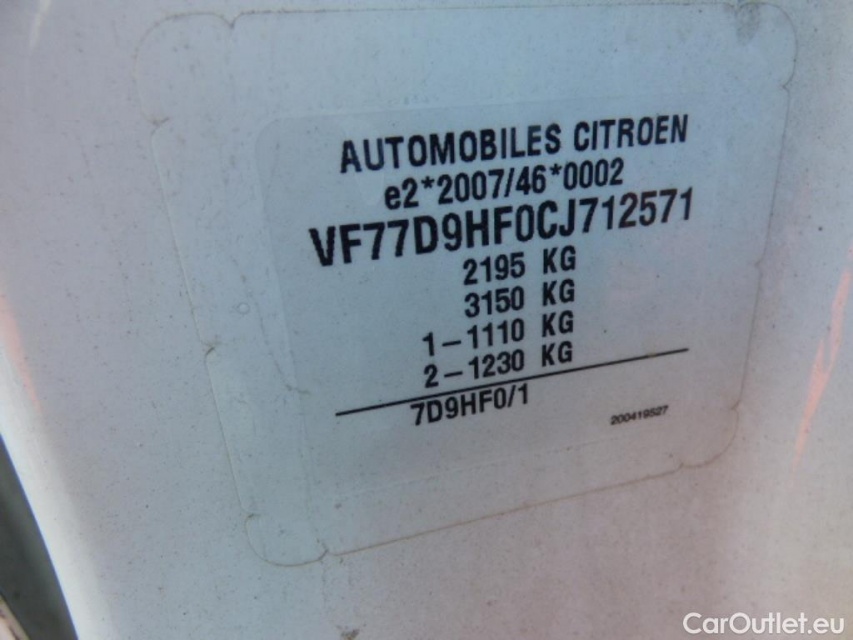 AUTOMOBILES CITROEN
e2*2007/46*0002
VF77D9HF0CJ712571
2195 KG
3150 KG
1-1110 KG
2-1230 KG
7D9HF0/1
200419527
CarOutlet.eu